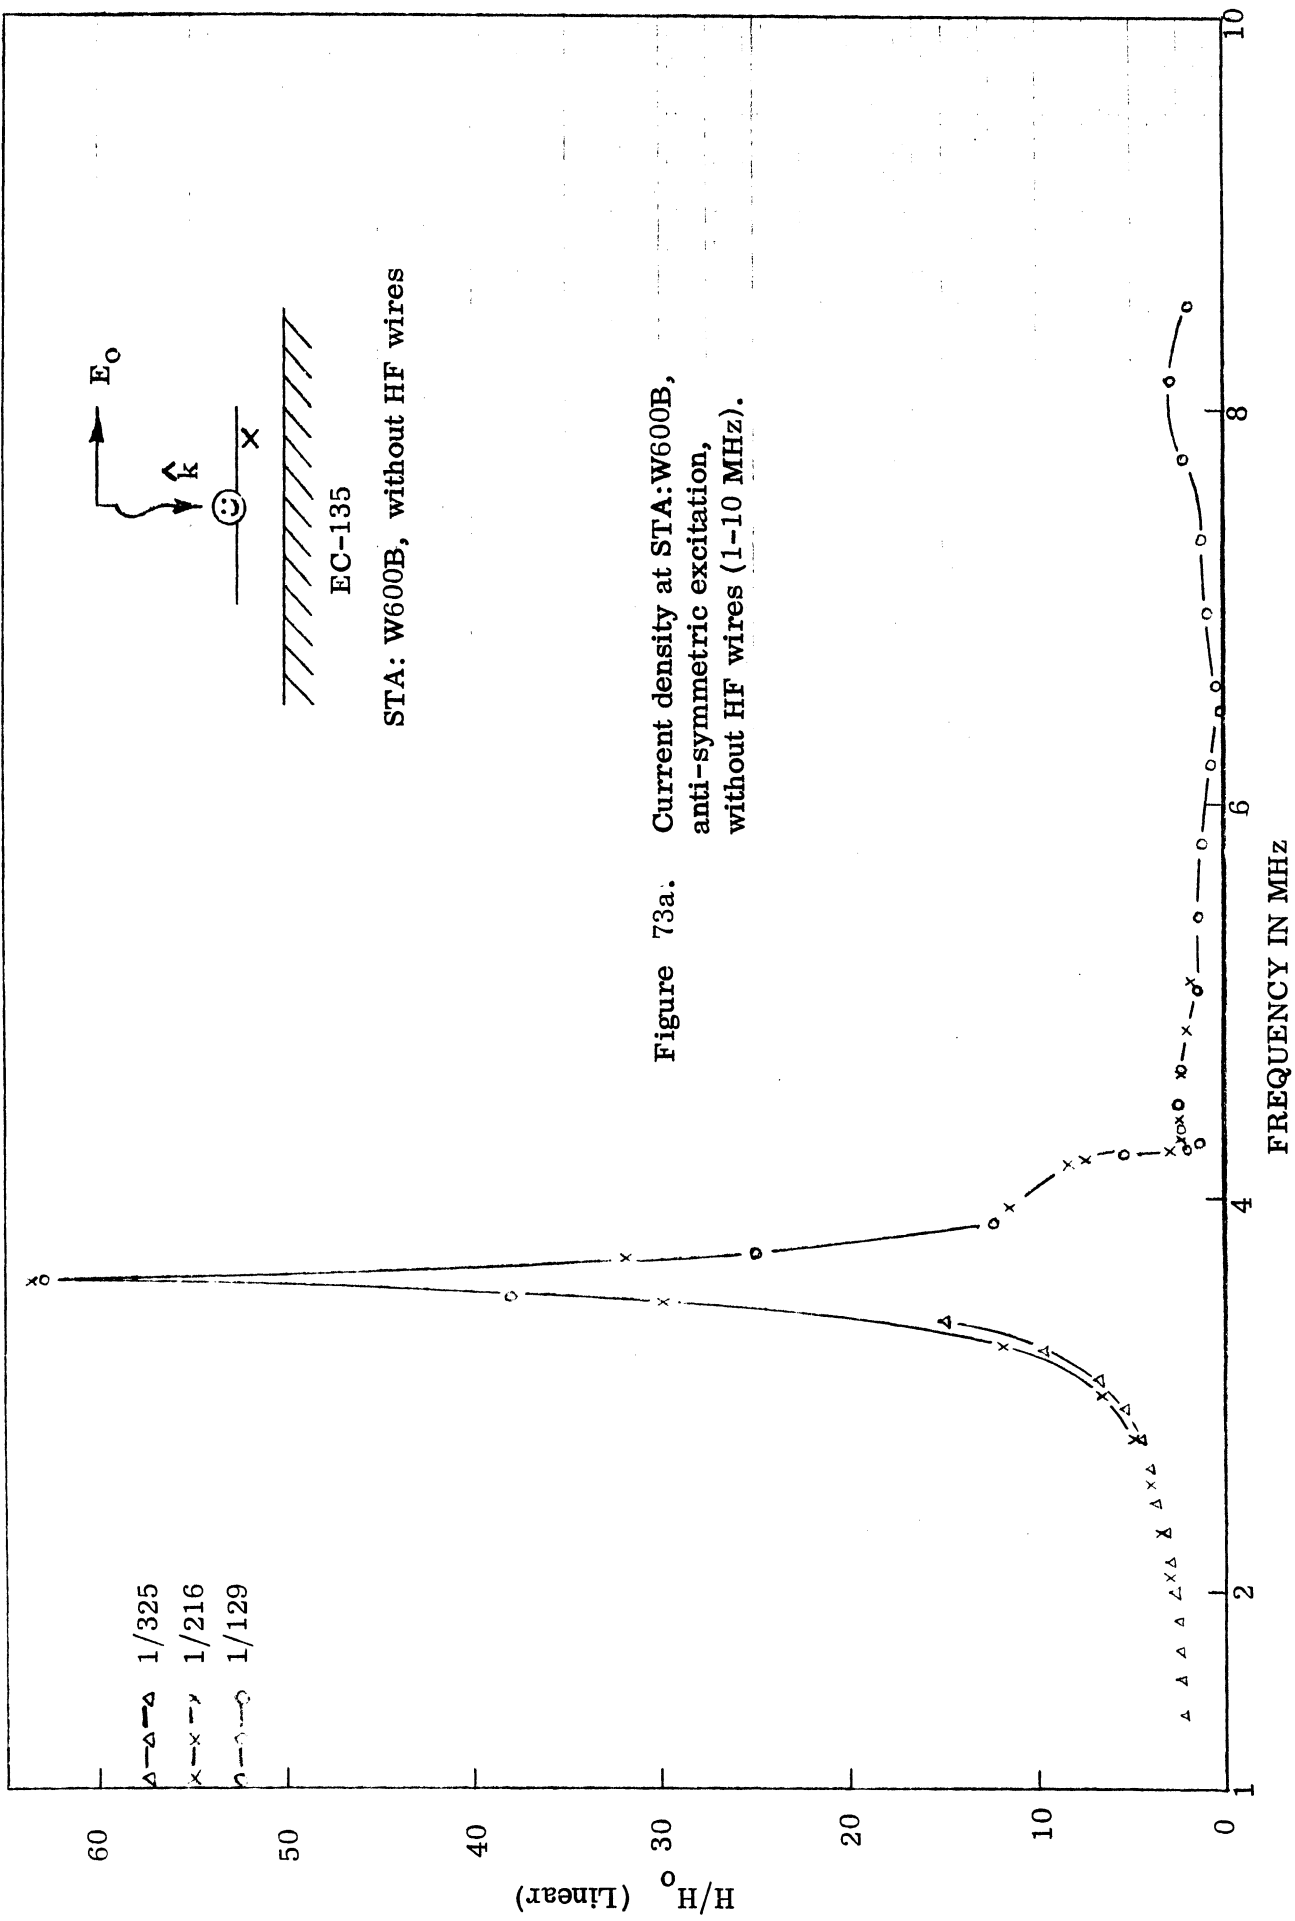 △—△—△ 1/325
×—×—× 1/216
o—o—o 1/129
E_o
k̂
x
EC-135
STA: W600B, without HF wires
Figure 73a. Current density at STA:W600B,
anti-symmetric excitation,
without HF wires (1-10 MHz).
H/H_o (Linear)
60
50
40
30
20
10
0
1
2
4
6
8
10
FREQUENCY IN MHz